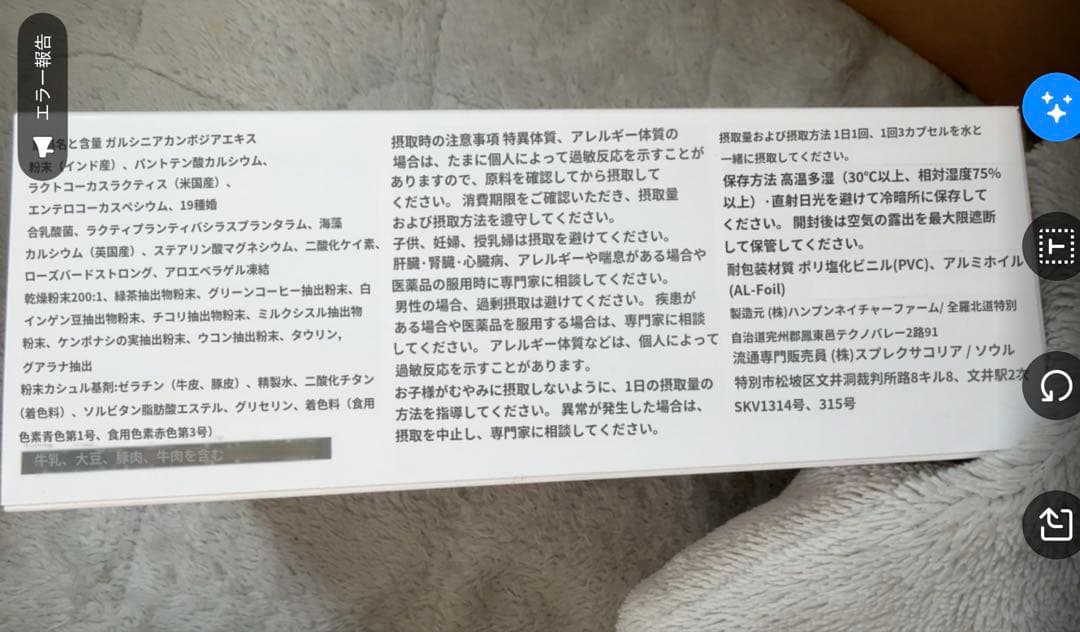 エラー報告
名と含量 ガルシニアカンボジアエキス
粉末（インド産）、パントテン酸カルシウム、
ラクトコーカスラクティス（米国産）、
エンテロコーカスペシウム、19種婚
合乳酸菌、ラクティプランティバシラスプランタラム、海藻
カルシウム（英国産）、ステアリン酸マグネシウム、二酸化ケイ素、
ローズバードストロング、アロエベラゲル凍結
乾燥粉末200:1、緑茶抽出物粉末、グリーンコーヒー抽出粉末、白
インゲン豆抽出物粉末、チコリ抽出物粉末、ミルクシスル抽出物
粉末、ケンポナシの実抽出粉末、ウコン抽出粉末、タウリン，
グアラナ抽出
粉末カシュル基剤:ゼラチン（牛皮、豚皮）、精製水、二酸化チタン
（着色料）、ソルビタン脂肪酸エステル、グリセリン、着色料（食用
色素青色第1号、食用色素赤色第3号）
牛乳、大豆、豚肉、牛肉を含む
摂取時の注意事項 特異体質、アレルギー体質の
場合は、たまに個人によって過敏反応を示すことが
ありますので、原料を確認してから摂取して
ください。 消費期限をご確認いただき、摂取量
および摂取方法を遵守してください。
子供、妊婦、授乳婦は摂取を避けてください。
肝臓･腎臓･心臓病、アレルギーや喘息がある場合や
医薬品の服用時に専門家に相談してください。
男性の場合、過剰摂取は避けてください。 疾患が
ある場合や医薬品を服用する場合は、専門家に相談
してください。 アレルギー体質などは、個人によって
過敏反応を示すことがあります。
お子様がむやみに摂取しないように、1日の摂取量の
方法を指導してください。 異常が発生した場合は、
摂取を中止し、専門家に相談してください。
摂取量および摂取方法 1日1回、1回3カプセルを水と
一緒に摂取してください。
保存方法 高温多湿（30℃以上、相対湿度75%
以上）･直射日光を避けて冷暗所に保存して
ください。 開封後は空気の露出を最大限遮断
して保管してください。
耐包装材質 ポリ塩化ビニル(PVC)、アルミホイル
(AL-Foil)
製造元 (株)ハンプンネイチャーファーム/ 全羅北道特別
自治道完州郡鳳東邑テクノバレー2路91
流通専門販売員 (株)スプレクサコリア / ソウル
特別市松坡区文井洞裁判所路8キル8、文井駅2次
SKV1314号、315号